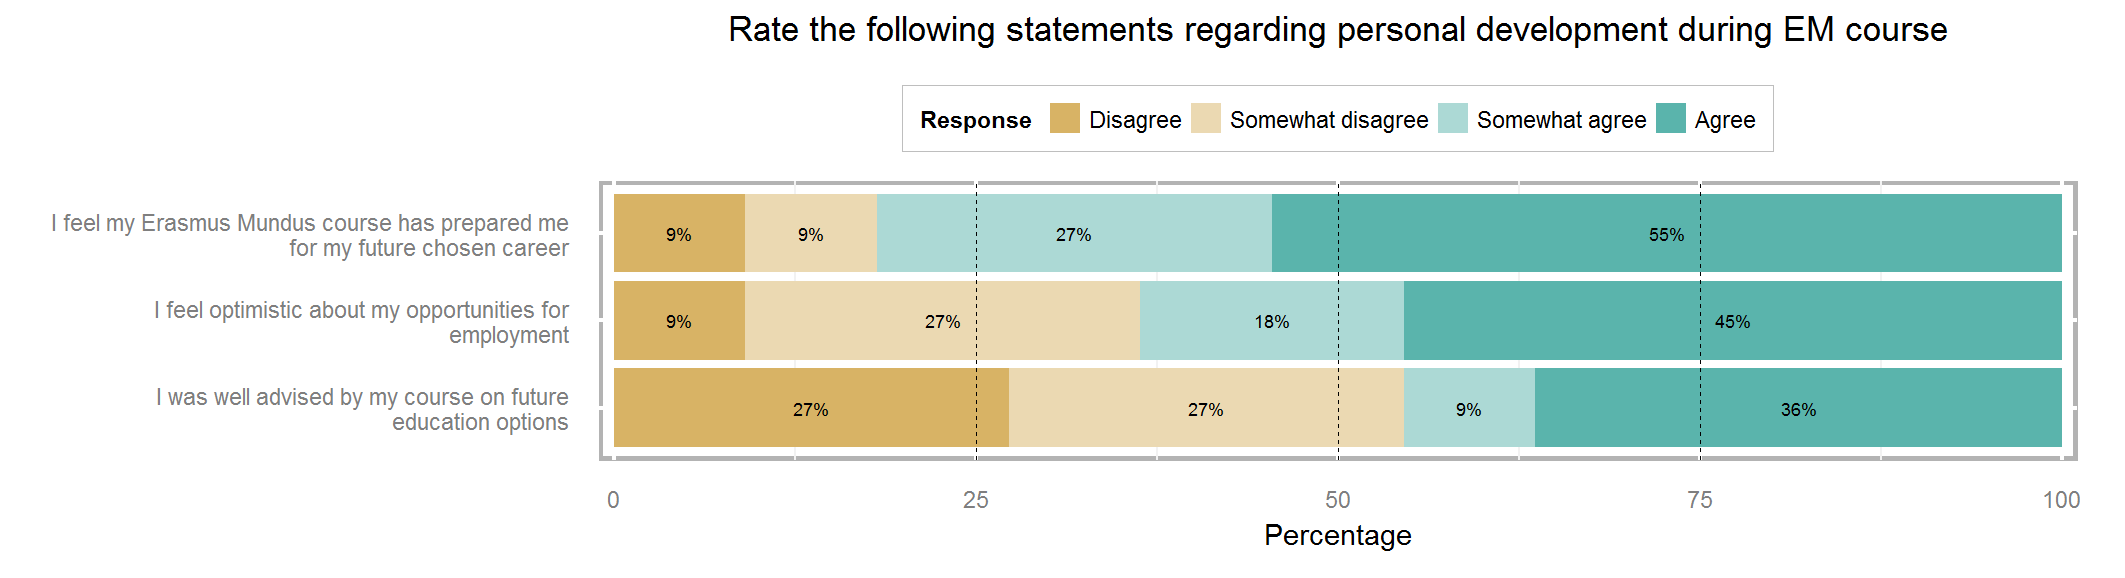 Rate the following statements regarding personal development during EM course
Response Disagree Somewhat disagree Somewhat agree Agree
I feel my Erasmus Mundus course has prepared me
for my future chosen career
9% 9% 27% 55%
I feel optimistic about my opportunities for
employment
9% 27% 18% 45%
I was well advised by my course on future
education options
27% 27% 9% 36%
0 25 50 75 100
Percentage